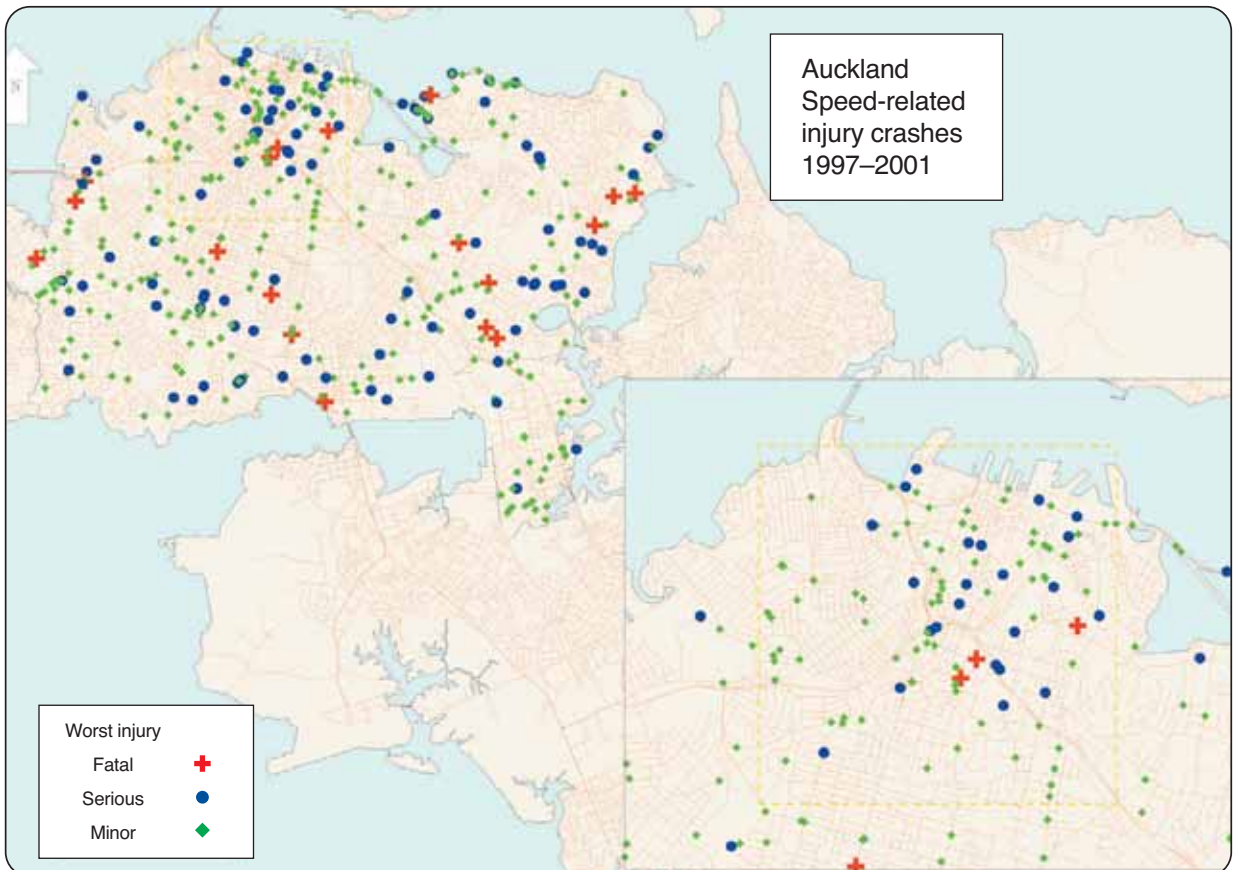 N
Auckland
Speed-related
injury crashes
1997–2001
Worst injury
Fatal
Serious
Minor